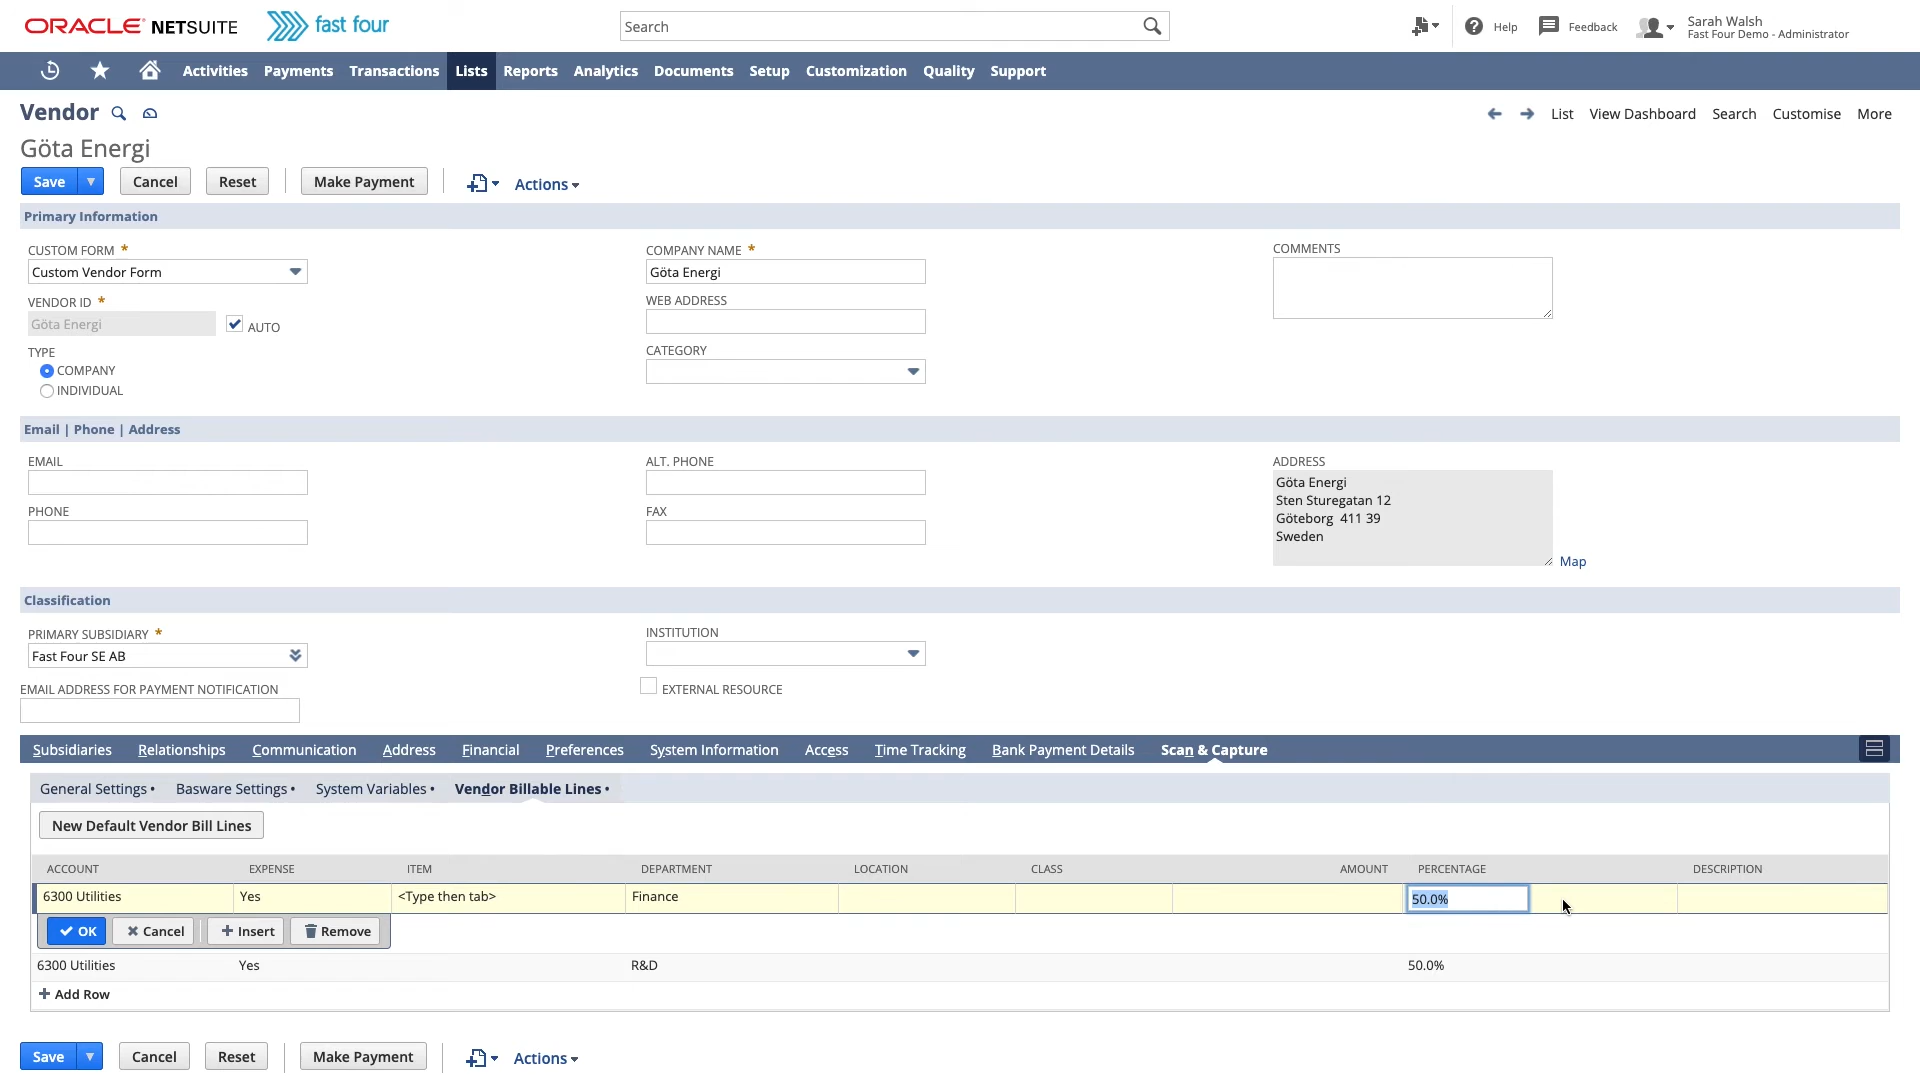 ORACLE NETSUITE fast four Search Help Feedback Sarah Walsh
Fast Four Demo - Administrator
Activities Payments Transactions Lists Reports Analytics Documents Setup Customization Quality Support
Vendor List View Dashboard Search Customise More
Göta Energi
Save Cancel Reset Make Payment Actions
Primary Information
CUSTOM FORM * COMPANY NAME * COMMENTS
Custom Vendor Form Göta Energi
VENDOR ID * WEB ADDRESS
Göta Energi AUTO
TYPE CATEGORY
COMPANY
INDIVIDUAL
Email | Phone | Address
EMAIL ALT. PHONE ADDRESS
Göta Energi
Sten Sturegatan 12
PHONE FAX Göteborg 411 39
Sweden
Map
Classification
PRIMARY SUBSIDIARY * INSTITUTION
Fast Four SE AB
EMAIL ADDRESS FOR PAYMENT NOTIFICATION EXTERNAL RESOURCE
Subsidiaries Relationships Communication Address Financial Preferences System Information Access Time Tracking Bank Payment Details Scan & Capture
General Settings • Basware Settings • System Variables • Vendor Billable Lines •
New Default Vendor Bill Lines
ACCOUNT EXPENSE ITEM DEPARTMENT LOCATION CLASS AMOUNT PERCENTAGE DESCRIPTION
6300 Utilities Yes <Type then tab> Finance 50.0%
OK Cancel Insert Remove
6300 Utilities Yes R&D 50.0%
+ Add Row
Save Cancel Reset Make Payment Actions